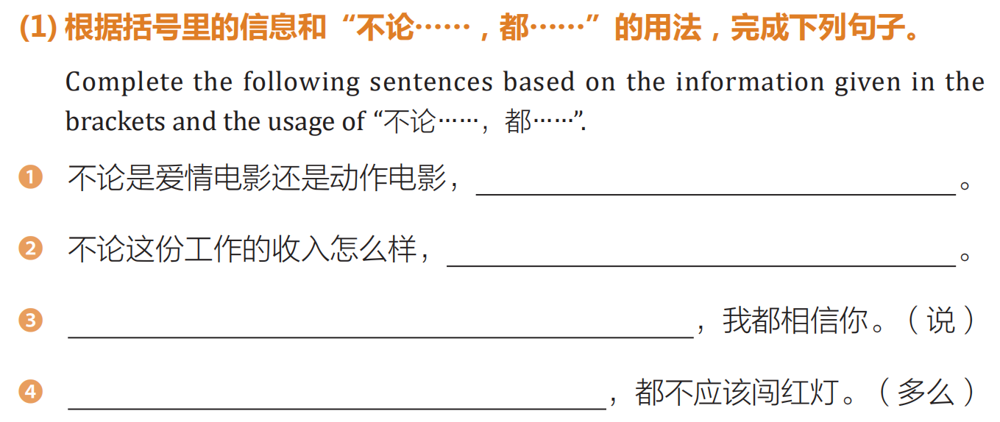 (1) 根据括号里的信息和“不论……，都……”的用法，完成下列句子。
Complete the following sentences based on the information given in the
brackets and the usage of “不论……，都……”.
1 不论是爱情电影还是动作电影，____________________。
2 不论这份工作的收入怎么样，____________________。
3 ____________________，我都相信你。（说）
4 ____________________，都不应该闯红灯。（多么）